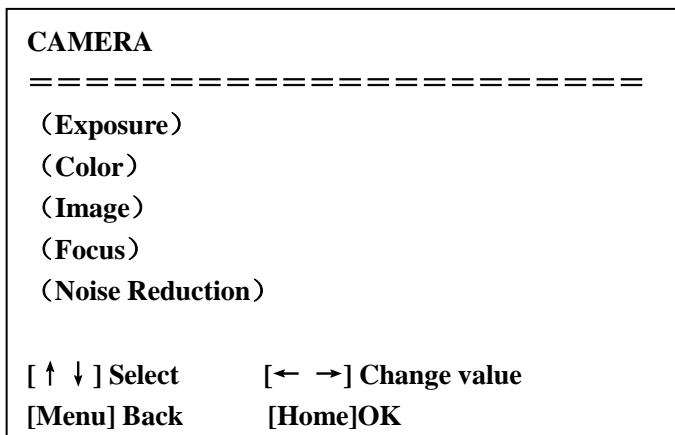 CAMERA
======================
（Exposure）
（Color）
（Image）
（Focus）
（Noise Reduction）
[↑ ↓] Select [← →] Change value
[Menu] Back [Home]OK